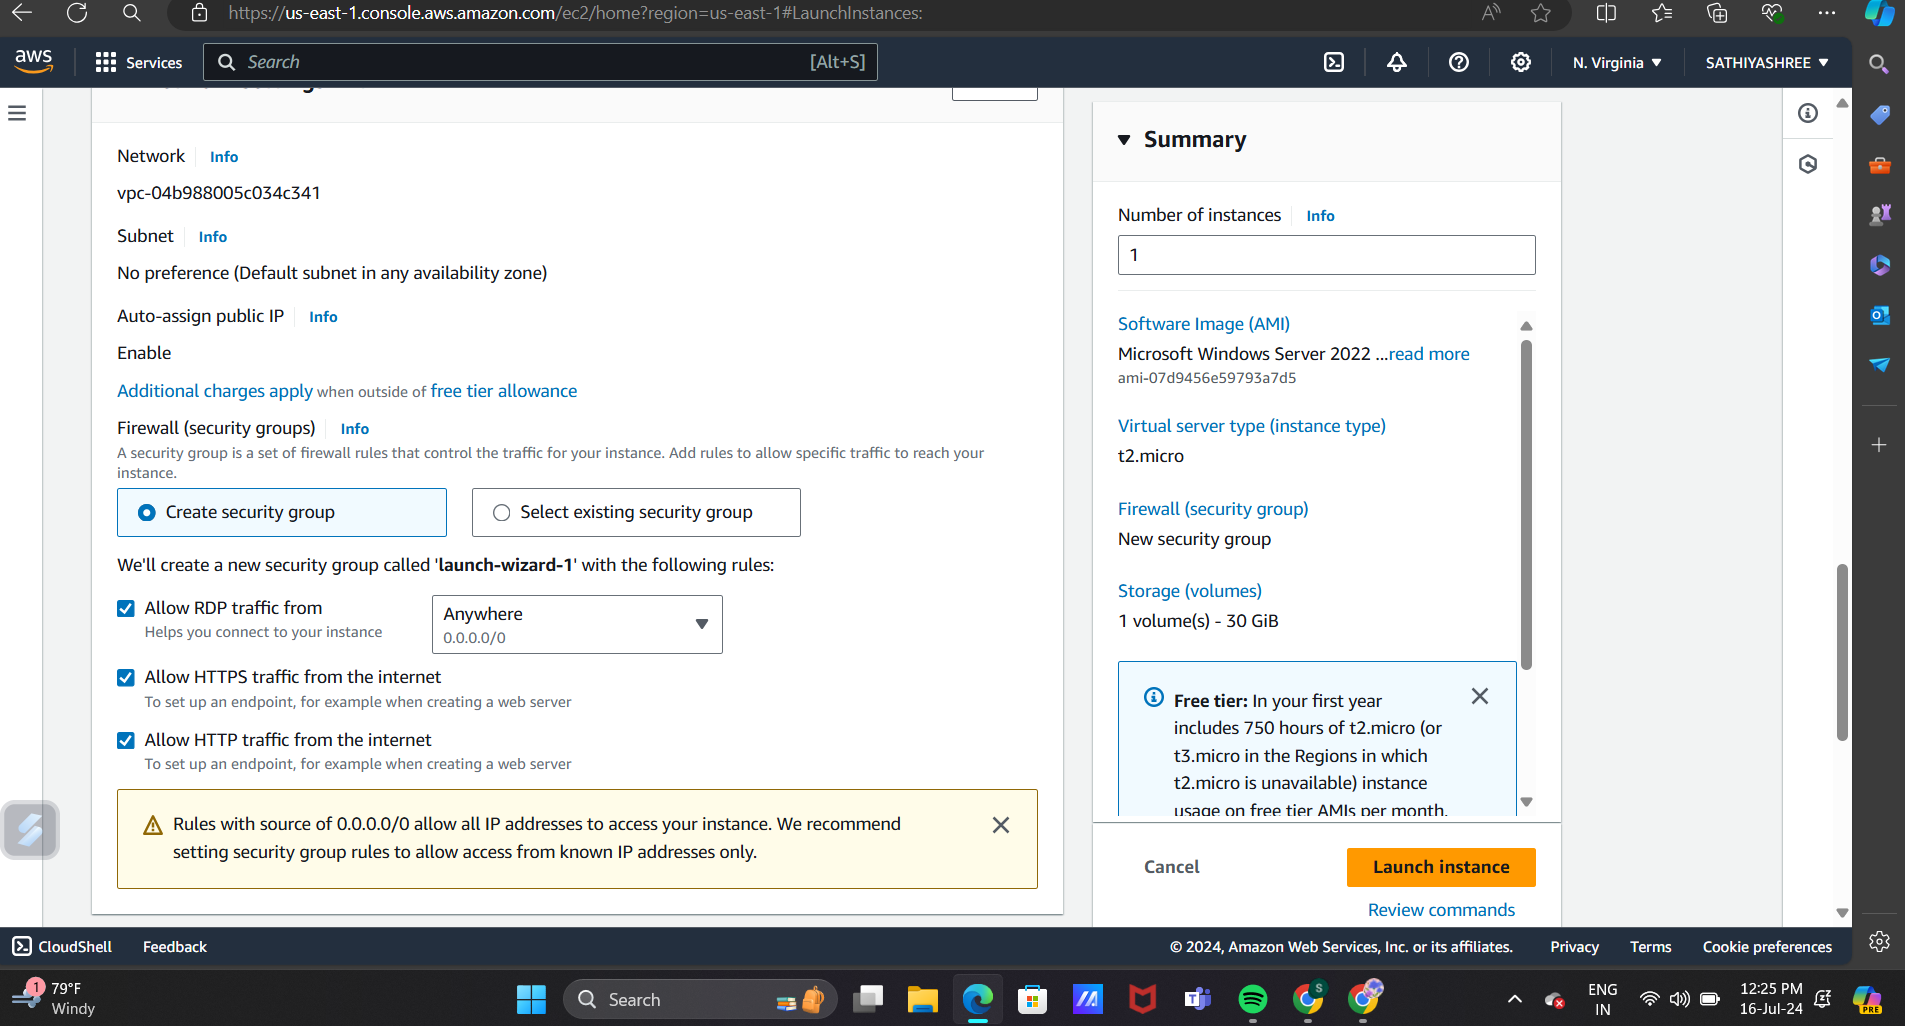 https://us-east-1.console.aws.amazon.com/ec2/home?region=us-east-1#LaunchInstances:
aws
Services
Search
[Alt+S]
N. Virginia
SATHIYASHREE
Network
Info
vpc-04b988005c034c341
Subnet
Info
No preference (Default subnet in any availability zone)
Auto-assign public IP
Info
Enable
Additional charges apply when outside of free tier allowance
Firewall (security groups)
Info
A security group is a set of firewall rules that control the traffic for your instance. Add rules to allow specific traffic to reach your
instance.
Create security group
Select existing security group
We'll create a new security group called 'launch-wizard-1' with the following rules:
Allow RDP traffic from
Helps you connect to your instance
Anywhere
0.0.0.0/0
Allow HTTPS traffic from the internet
To set up an endpoint, for example when creating a web server
Allow HTTP traffic from the internet
To set up an endpoint, for example when creating a web server
Rules with source of 0.0.0.0/0 allow all IP addresses to access your instance. We recommend
setting security group rules to allow access from known IP addresses only.
Summary
Number of instances
Info
1
Software Image (AMI)
Microsoft Windows Server 2022 ...read more
ami-07d9456e59793a7d5
Virtual server type (instance type)
t2.micro
Firewall (security group)
New security group
Storage (volumes)
1 volume(s) - 30 GiB
Free tier: In your first year
includes 750 hours of t2.micro (or
t3.micro in the Regions in which
t2.micro is unavailable) instance
usage on free tier AMIs per month,
Cancel
Launch instance
Review commands
CloudShell
Feedback
© 2024, Amazon Web Services, Inc. or its affiliates.
Privacy
Terms
Cookie preferences
1
79°F
Windy
Search
S
ENG
IN
12:25 PM
16-Jul-24
PRE